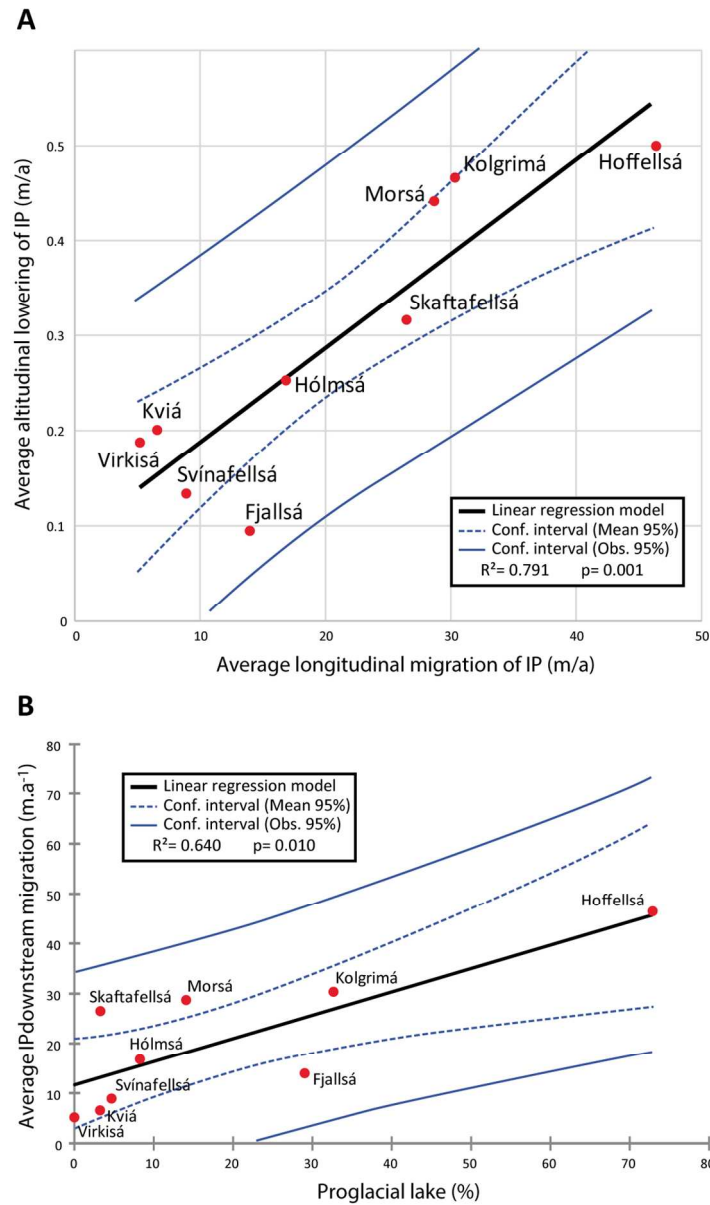 A
Average altitudinal lowering of IP (m/a)
0.5
0.4
0.3
0.2
0.1
0
Hoffellsá
Kolgrimá
Morsá
Skaftafellsá
Hólmsá
Kviá
Virkisá
Svínafellsá
Fjallsá
Linear regression model
Conf. interval (Mean 95%)
Conf. interval (Obs. 95%)
R²= 0.791 p= 0.001
0 10 20 30 40 50
Average longitudinal migration of IP (m/a)
B
Average IP downstream migration (m.a⁻¹)
80
70
60
50
40
30
20
10
0
Linear regression model
Conf. interval (Mean 95%)
Conf. interval (Obs. 95%)
R²= 0.640 p= 0.010
Hoffellsá
Kolgrimá
Morsá
Skaftafellsá
Hólmsá
Fjallsá
Svínafellsá
Kviá
Virkisá
0 10 20 30 40 50 60 70 80
Proglacial lake (%)